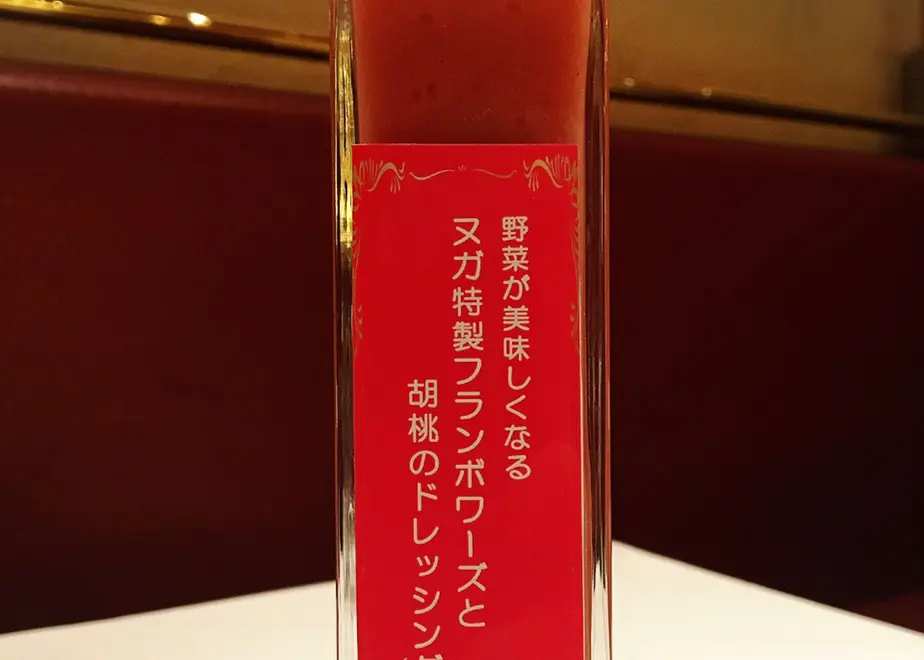 野菜が美味しくなる
ヌガ特製フランボワーズと
胡桃のドレッシング